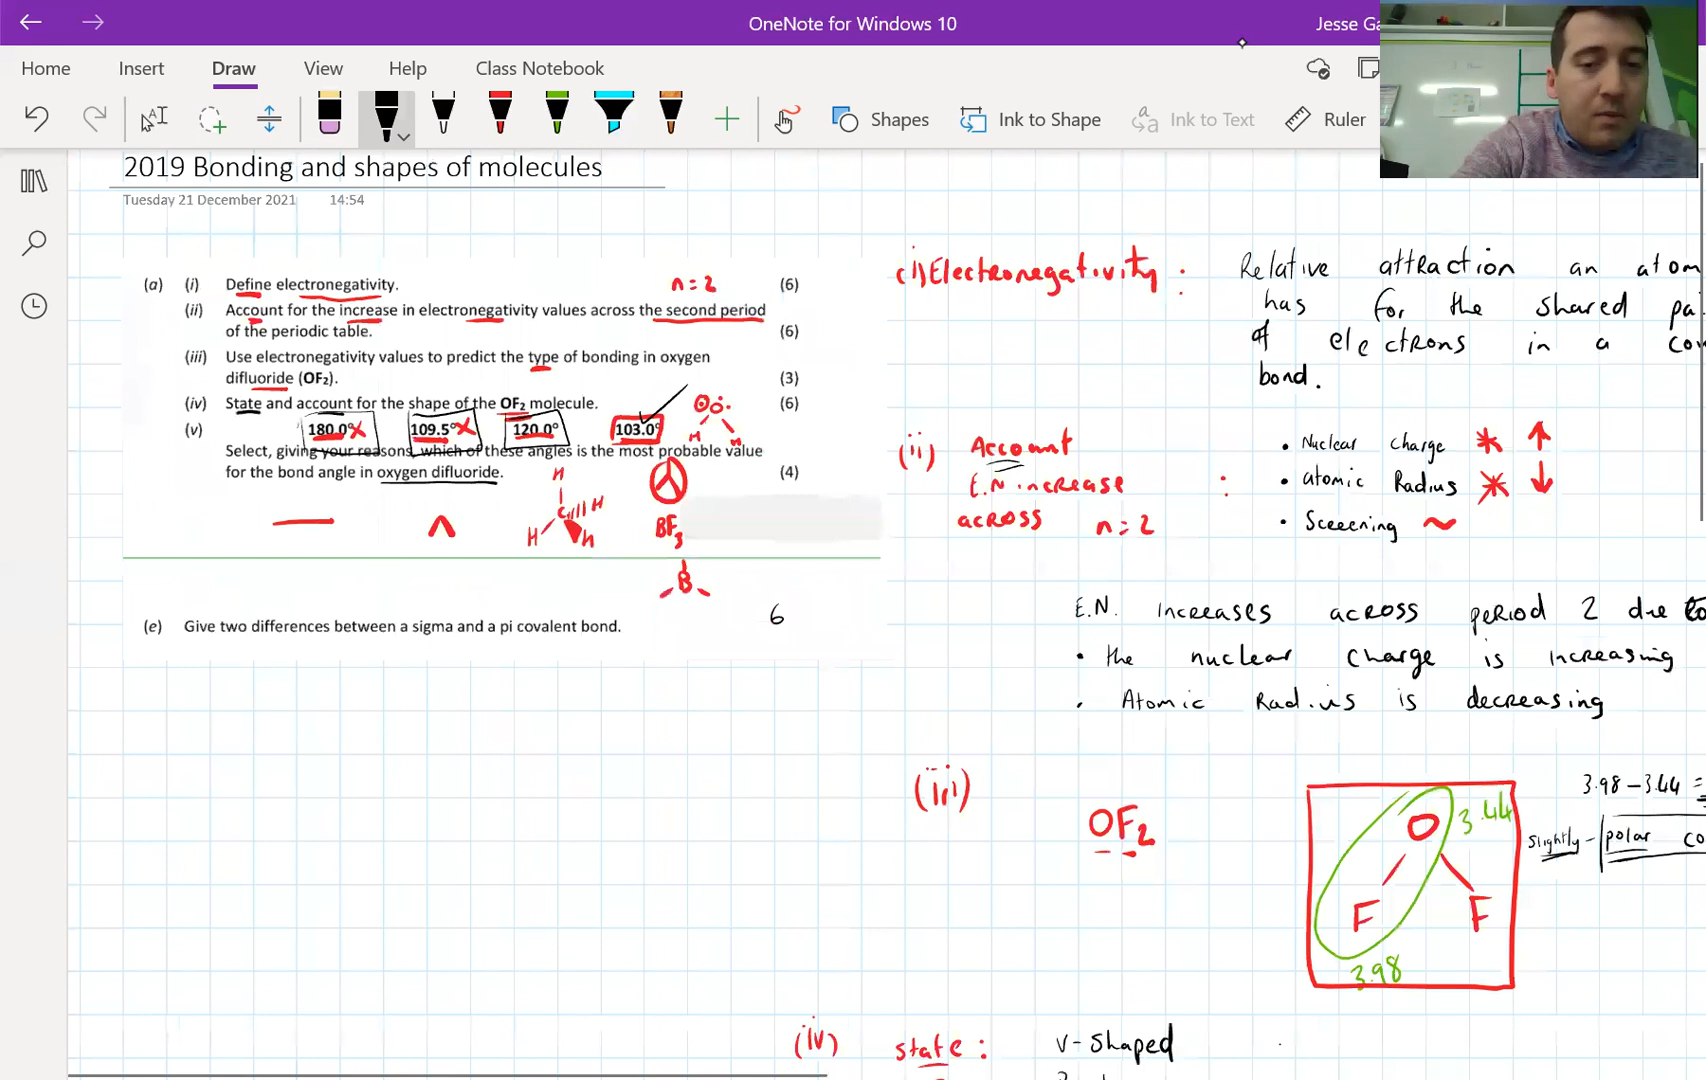 OneNote for Windows 10
Jesse Ga
Home Insert Draw View Help Class Notebook
Shapes Ink to Shape Ink to Text Ruler
2019 Bonding and shapes of molecules
Tuesday 21 December 2021 14:54
(a) (i) Define electronegativity. n=2 (6)
(ii) Account for the increase in electronegativity values across the second period
of the periodic table. (6)
(iii) Use electronegativity values to predict the type of bonding in oxygen
difluoride (OF2). (3)
(iv) State and account for the shape of the OF2 molecule. (6)
(v) 180.0° 109.5° 120.0° 103.0°
Select, giving your reasons, which of these angles is the most probable value
for the bond angle in oxygen difluoride. (4)
O
H H
H
C H
H H
BF3
B
6
(e) Give two differences between a sigma and a pi covalent bond.
(i) Electronegativity :
Relative attraction an atom
has for the shared pai
of electrons in a cov
bond.
(ii) Account
E.N. increase
across n=2
:
• Nuclear Charge
• atomic Radius
• Sceeening
E.N. increases across period 2 due to
• the nuclear charge is increasing
• Atomic Radius is decreasing
(iii)
OF2
O 3.44
F F
3.98
3.98 - 3.44 =
Slightly - polar co
(iv) state : v-shaped